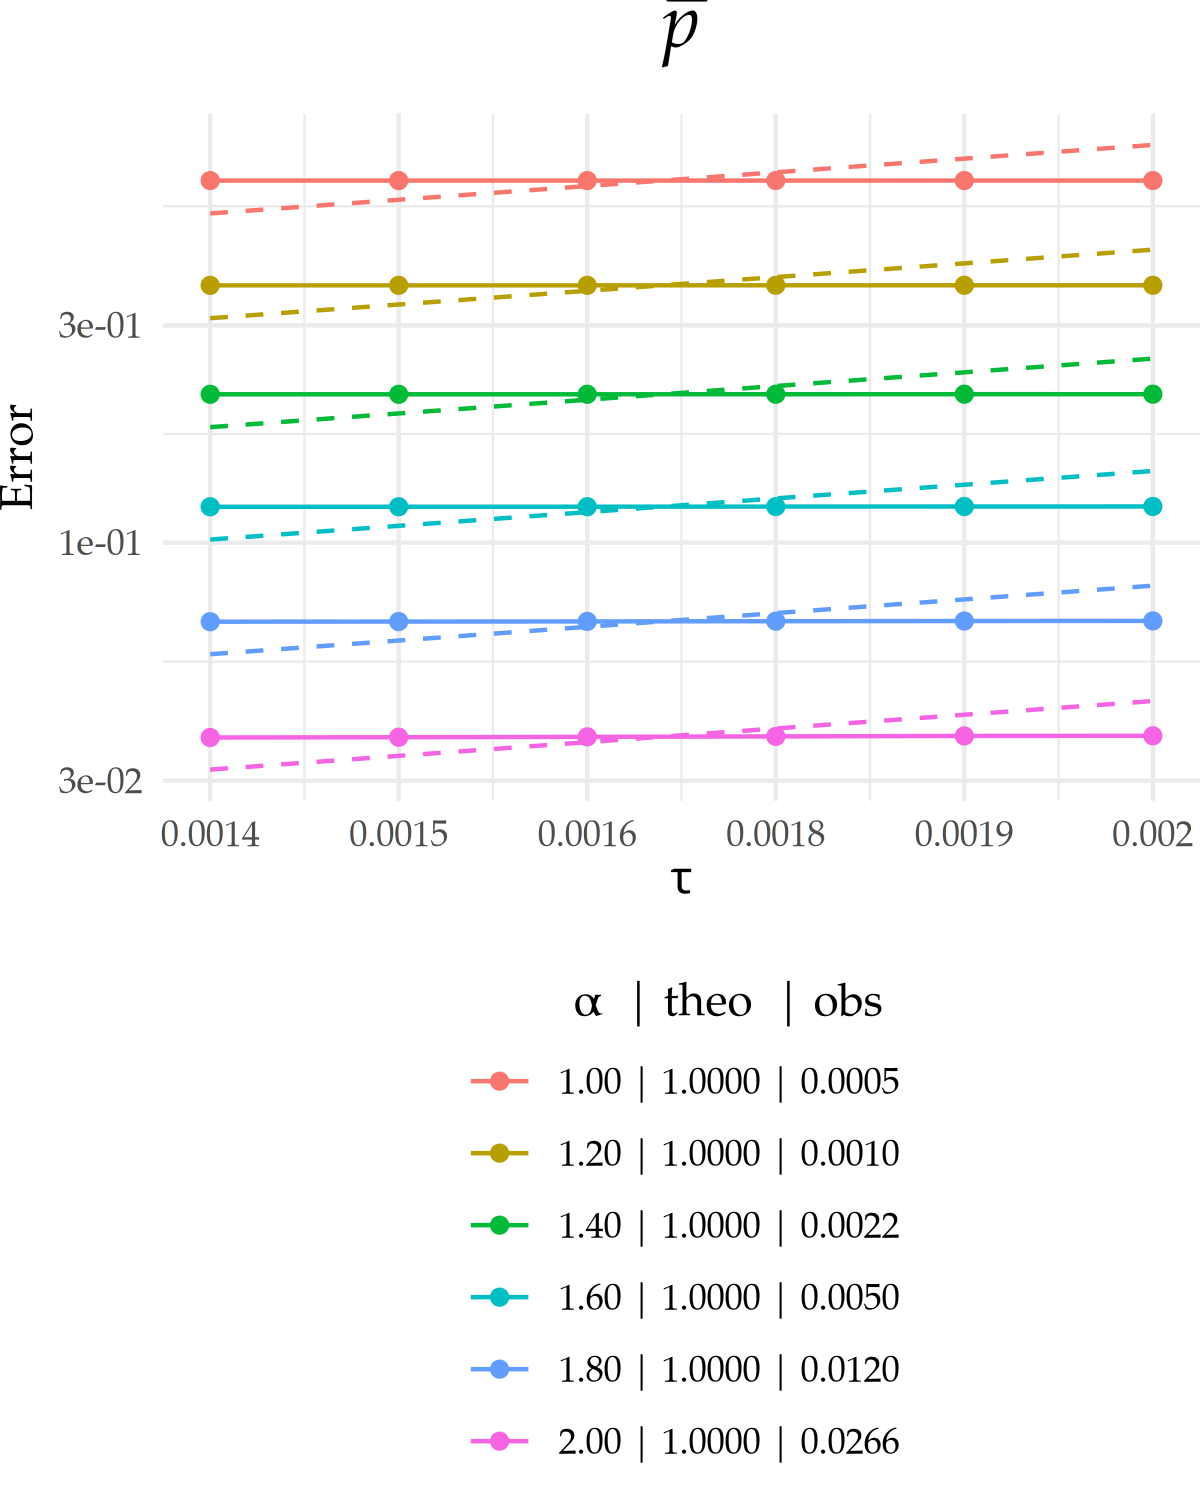 p̅
Error
3e-01
1e-01
3e-02
0.0014 0.0015 0.0016 0.0018 0.0019 0.002
τ
α | theo | obs
1.00 | 1.0000 | 0.0005
1.20 | 1.0000 | 0.0010
1.40 | 1.0000 | 0.0022
1.60 | 1.0000 | 0.0050
1.80 | 1.0000 | 0.0120
2.00 | 1.0000 | 0.0266